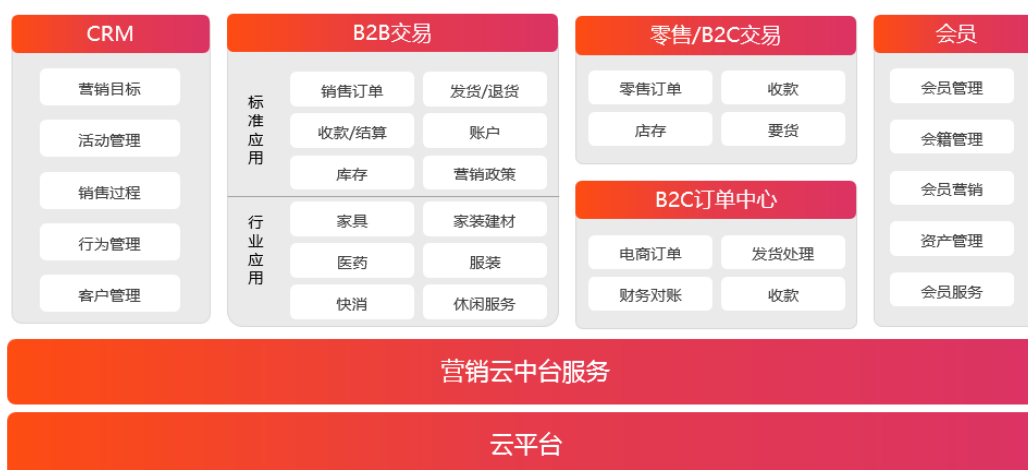 CRM
营销目标
活动管理
销售过程
行为管理
客户管理
B2B交易
标准应用
销售订单
发货/退货
收款/结算
账户
库存
营销政策
行业应用
家具
家装建材
医药
服装
快消
休闲服务
零售/B2C交易
零售订单
收款
店存
要货
B2C订单中心
电商订单
发货处理
财务对账
收款
会员
会员管理
会籍管理
会员营销
资产管理
会员服务
营销云中台服务
云平台